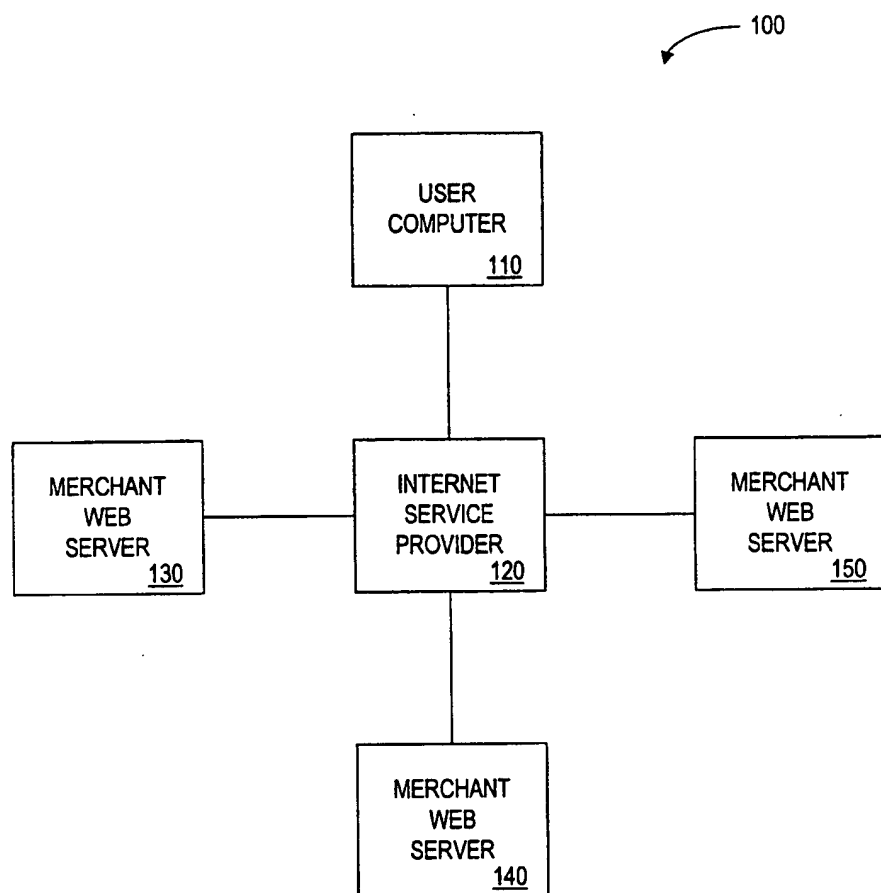 100
USER
COMPUTER
110
MERCHANT
WEB
SERVER
130
INTERNET
SERVICE
PROVIDER
120
MERCHANT
WEB
SERVER
150
MERCHANT
WEB
SERVER
140